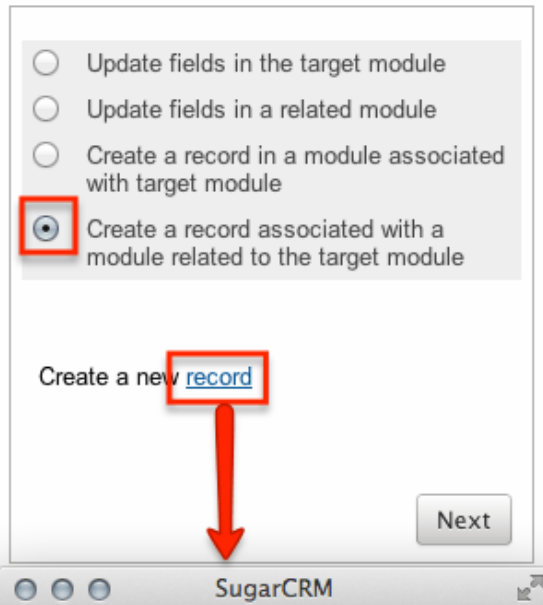 Update fields in the target module
Update fields in a related module
Create a record in a module associated
with target module
Create a record associated with a
module related to the target module
Create a new record
Next
SugarCRM